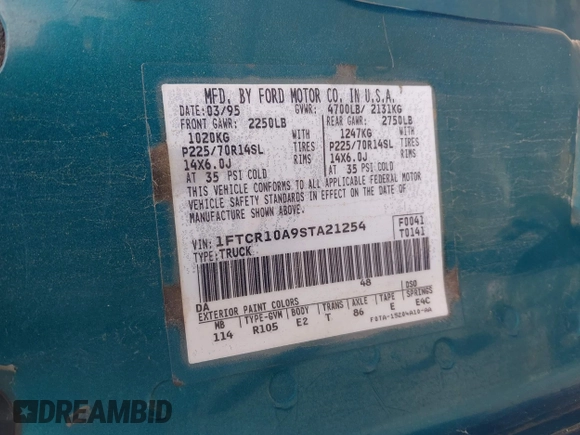 MFD. BY FORD MOTOR CO. IN U.S.A.
DATE: 03/95 GVWR: 4700LB/ 2131KG
FRONT GAWR: 2250LB REAR GAWR: 2750LB
1020KG 1247KG
P225/70R14SL TIRES P225/70R14SL TIRES
14X6.0J RIMS 14X6.0J RIMS
AT 35 PSI COLD AT 35 PSI COLD
THIS VEHICLE CONFORMS TO ALL APPLICABLE FEDERAL MOTOR
VEHICLE SAFETY STANDARDS IN EFFECT ON THE DATE OF
MANUFACTURE SHOWN ABOVE
VIN: 1FTCR10A9STA21254 F0041
TYPE: TRUCK T0141
DA 48 DSO
EXTERIOR PAINT COLORS
WB TYPE-GVM BODY TRANS AXLE TAPE SPRINGS
114 R105 E2 T 86 E E4C
DREAMBID